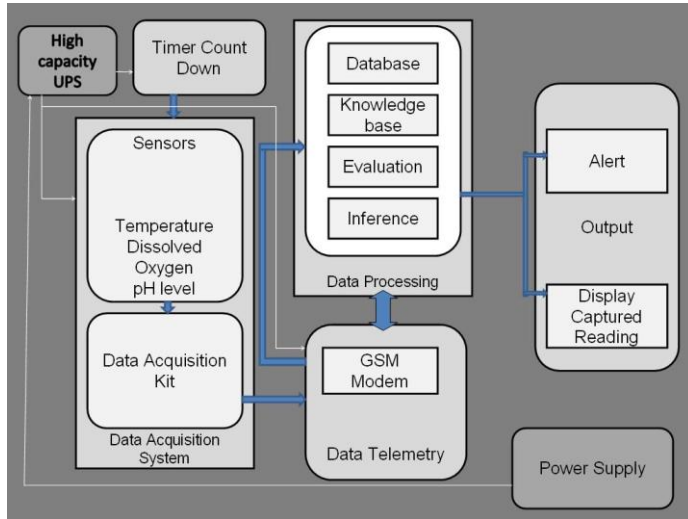 High
capacity
UPS
Timer Count
Down
Sensors
Temperature
Dissolved
Oxygen
pH level
Data Acquisition
Kit
Data Acquisition
System
Database
Knowledge
base
Evaluation
Inference
Data Processing
GSM
Modem
Data Telemetry
Alert
Output
Display
Captured
Reading
Power Supply